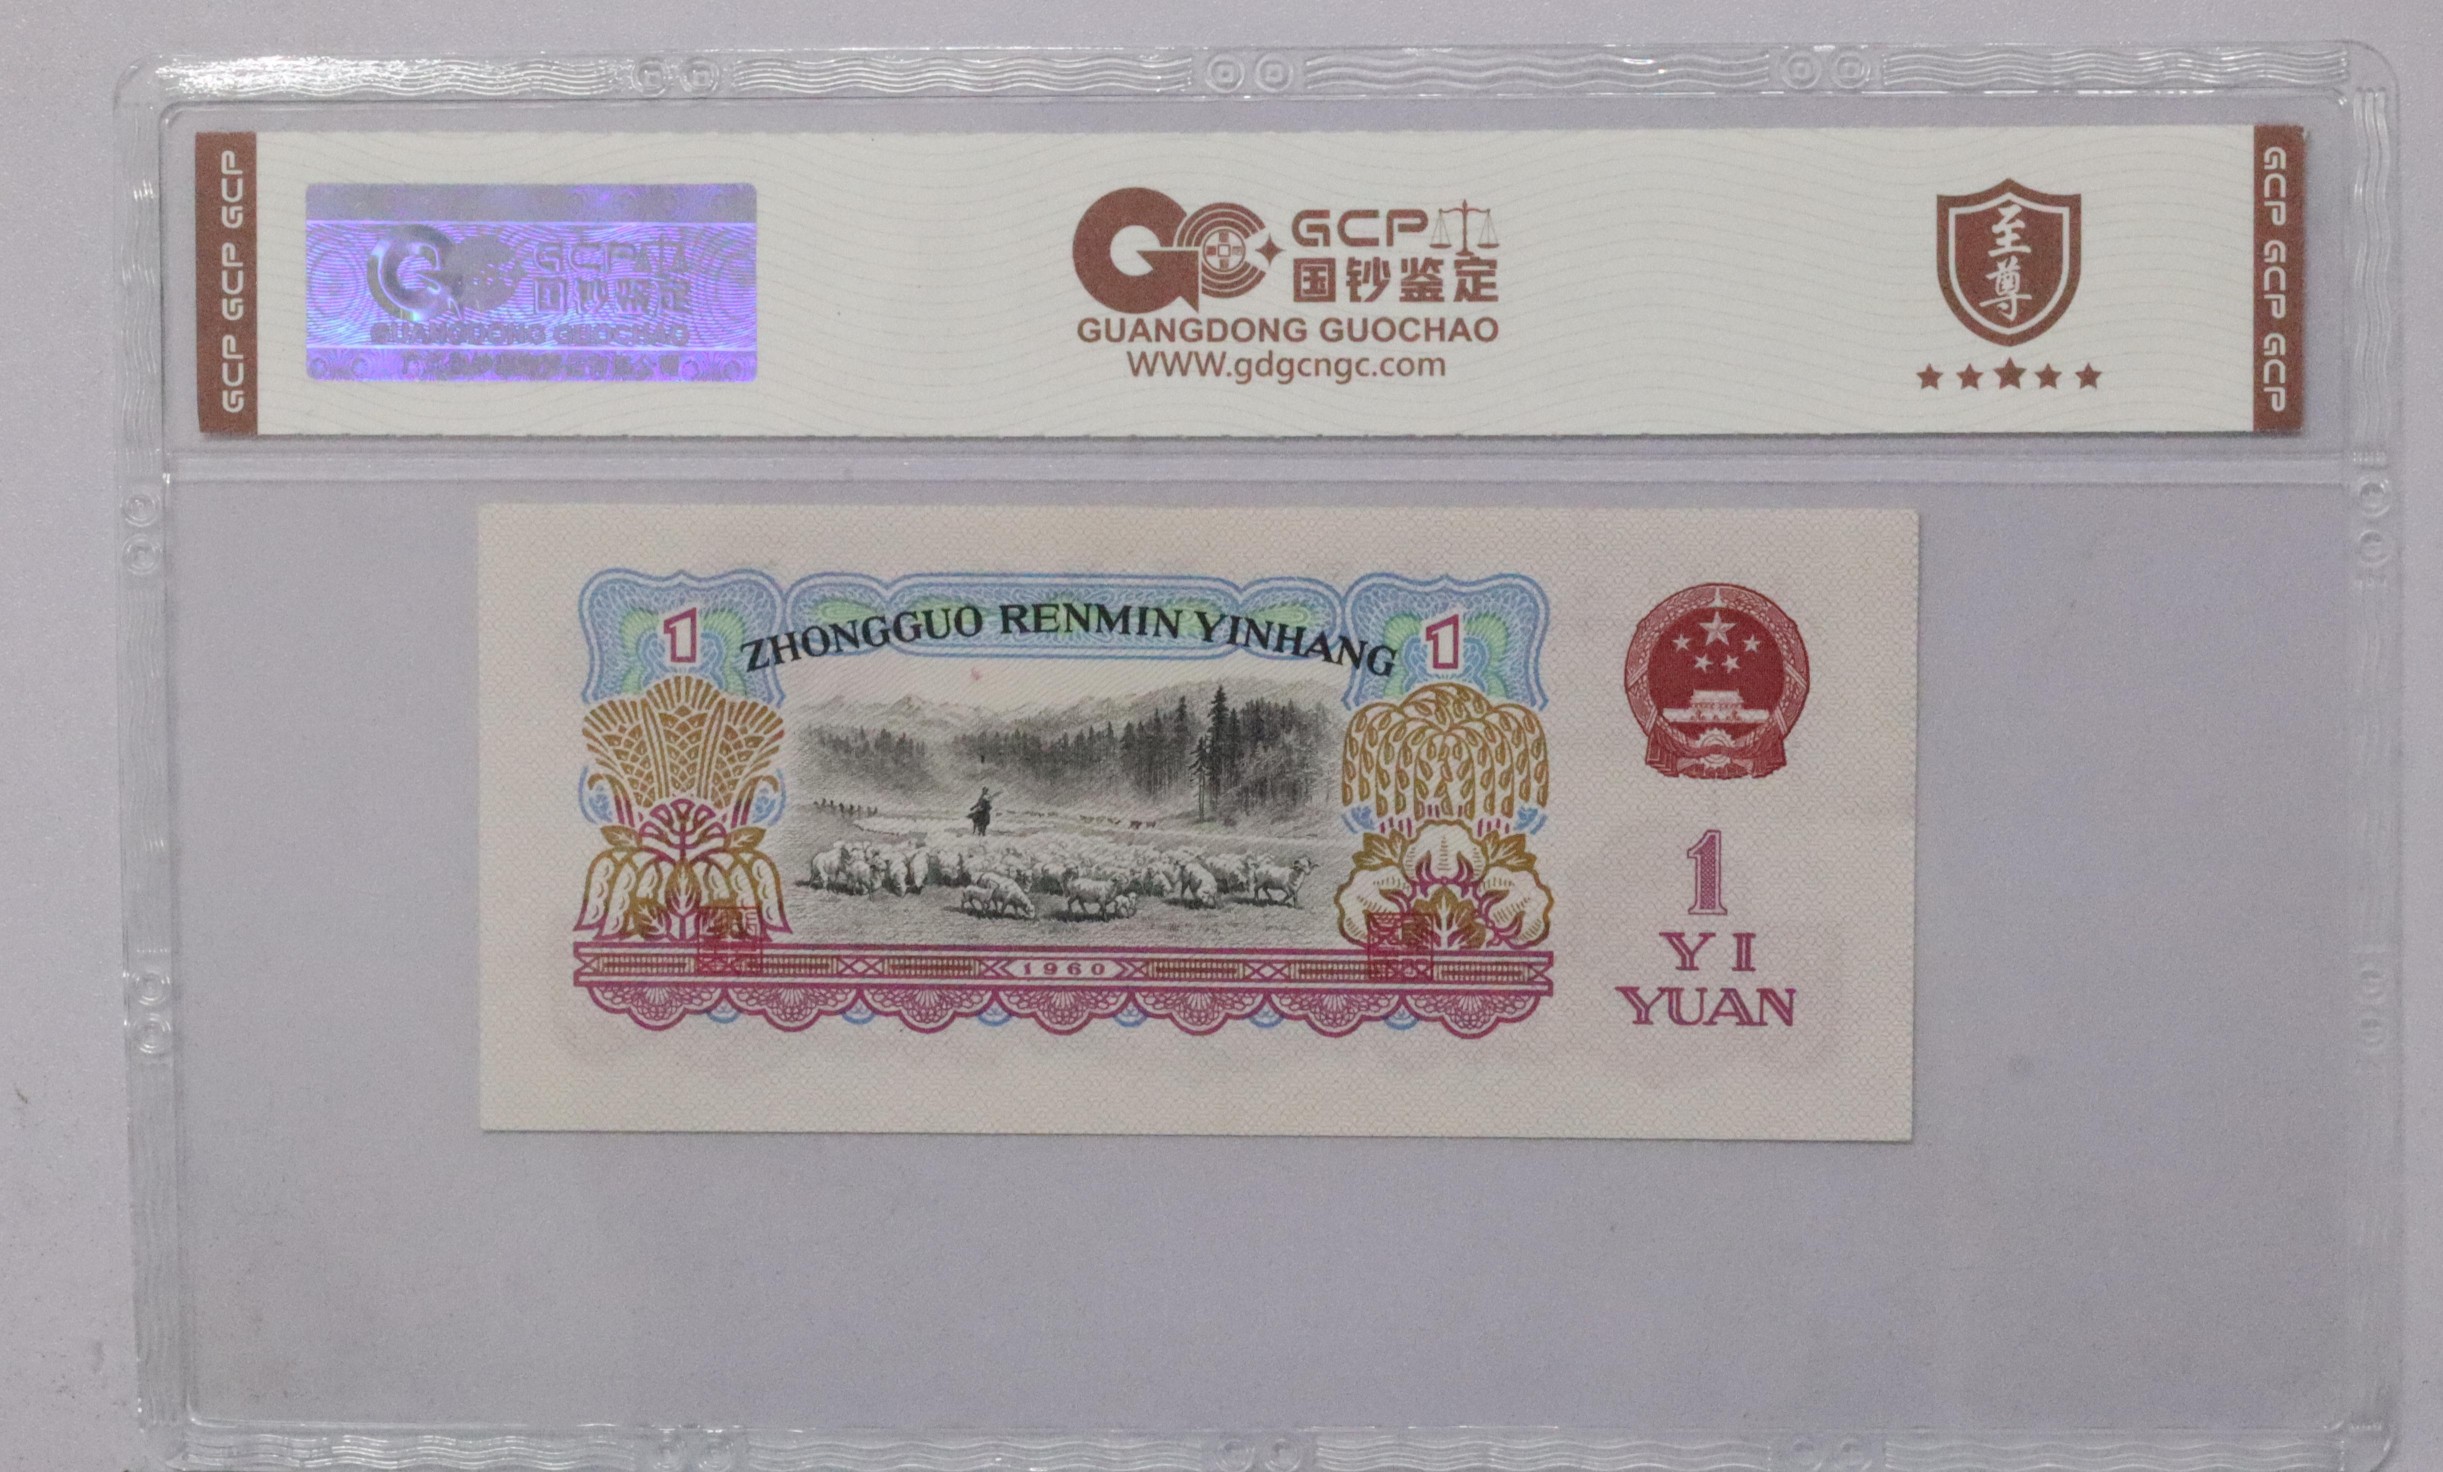 GCP GCP GCP
GCP
国钞鉴定
GUANGDONG GUOCHAO
GCP
国钞鉴定
GUANGDONG GUOCHAO
WWW.gdgcngc.com
至尊
GCP GCP GCP
1
ZHONGGUO RENMIN YINHANG
1
1960
1
YI
YUAN